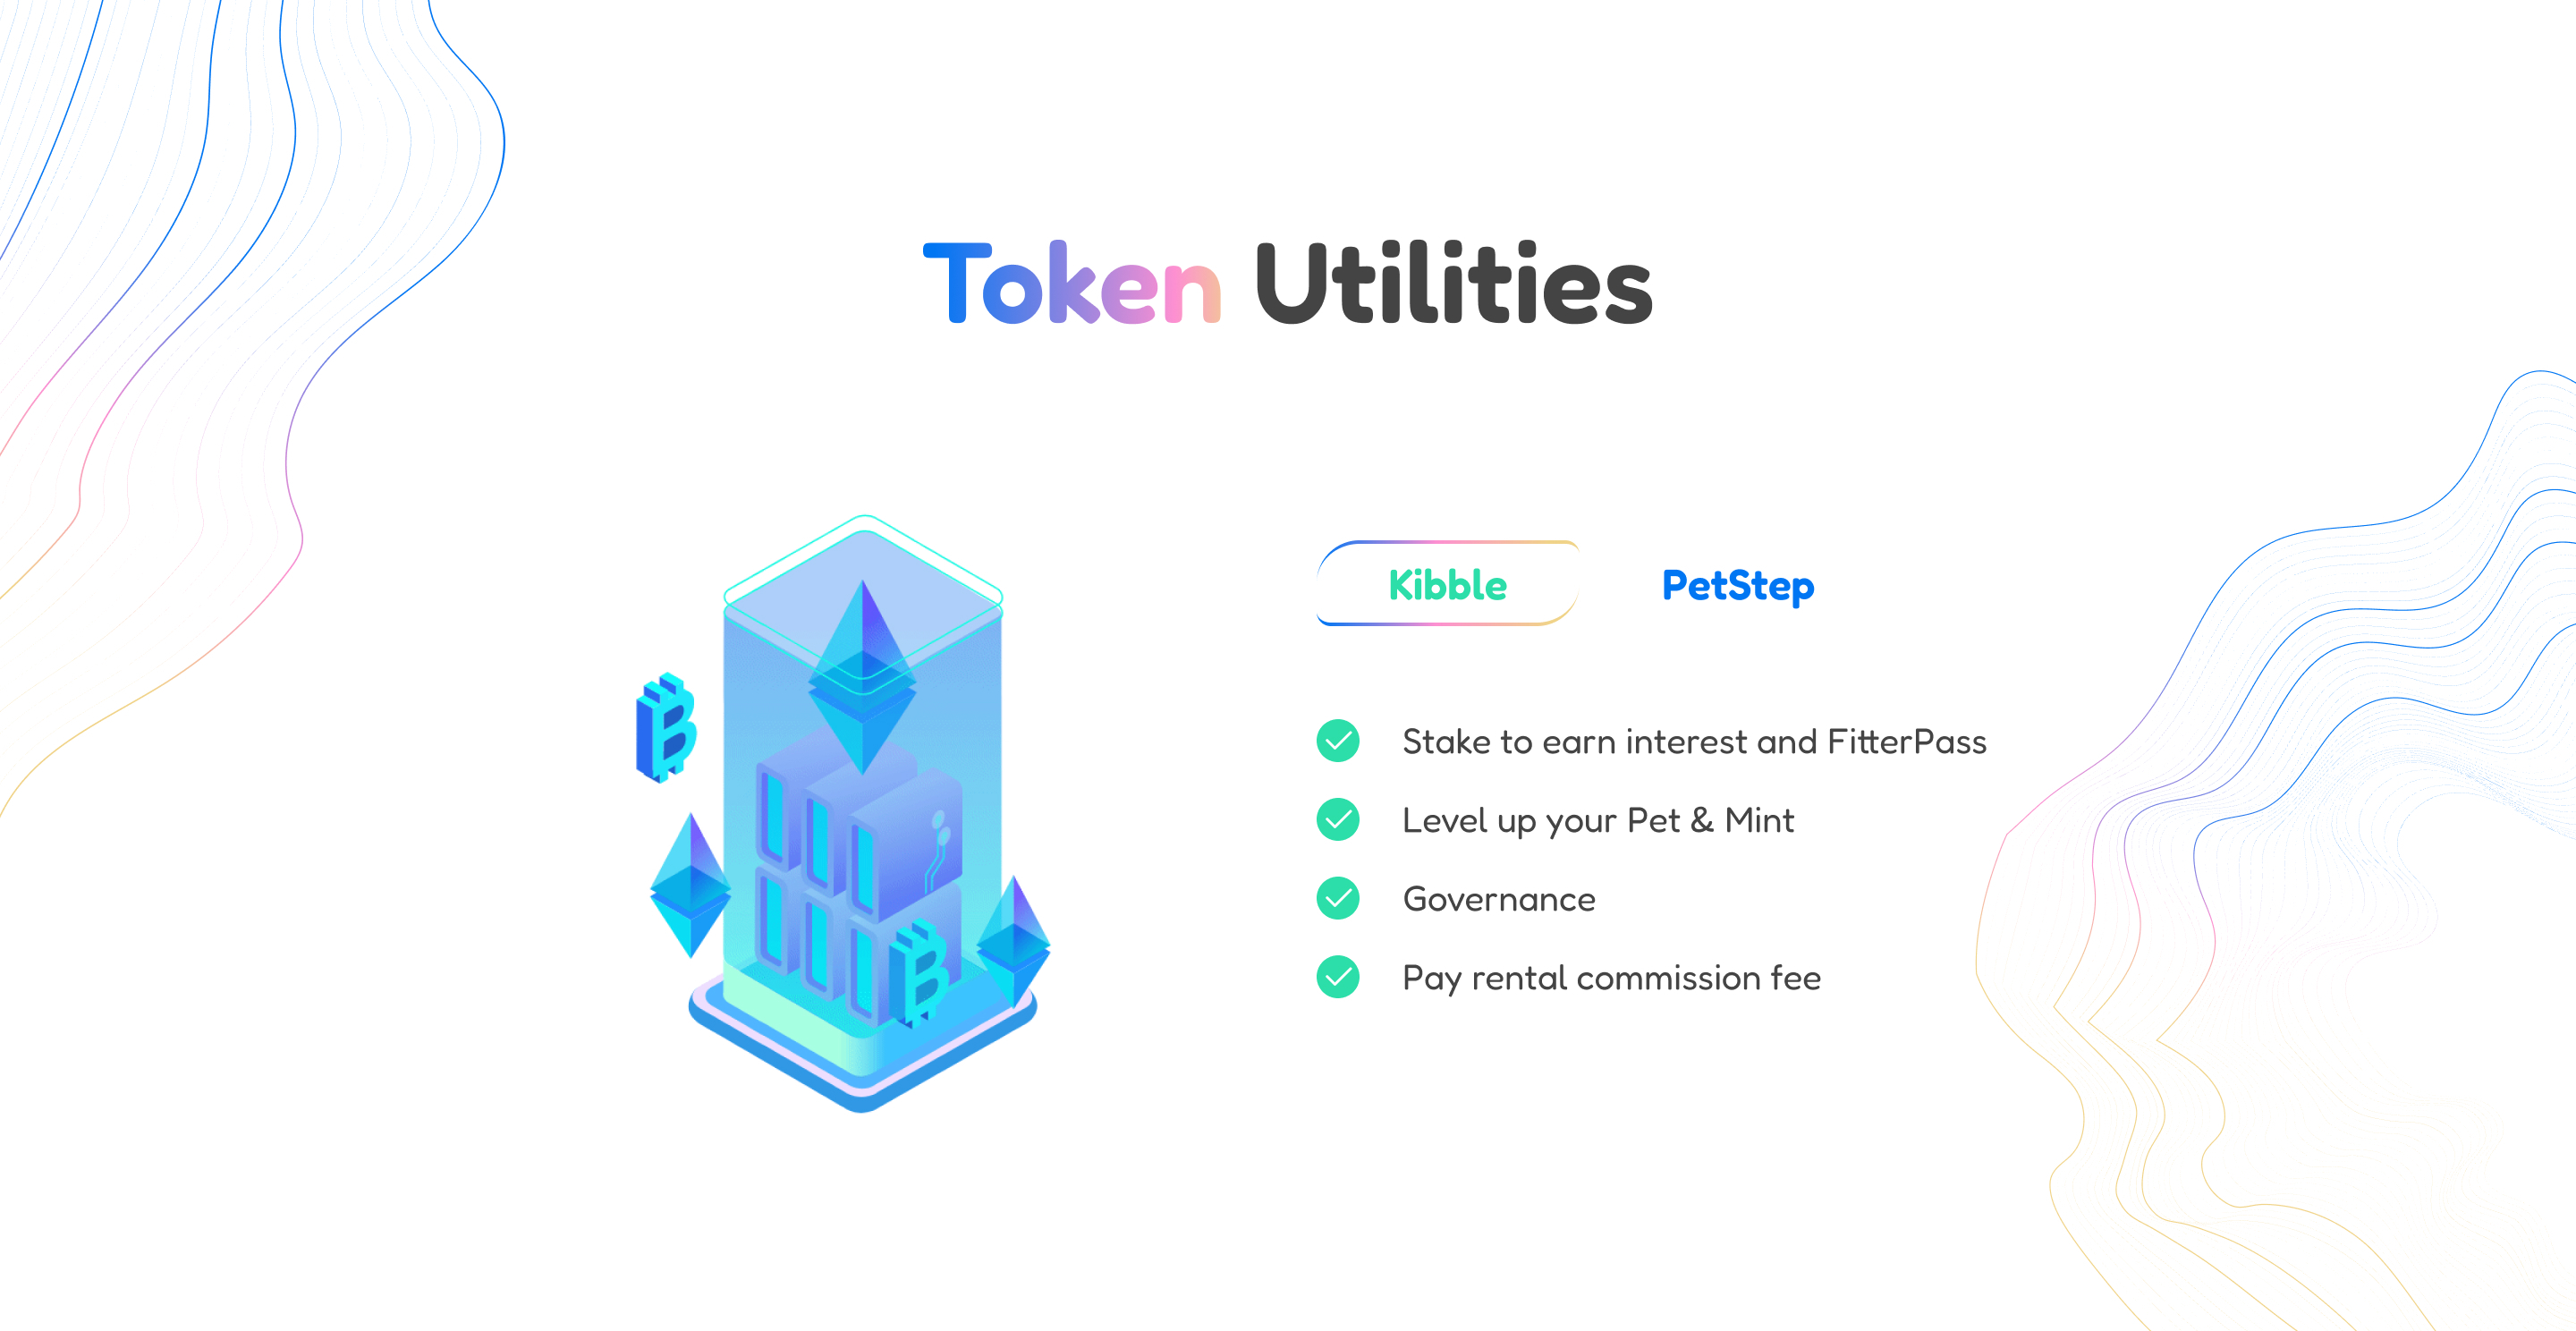 Token Utilities
Kibble
PetStep
Stake to earn interest and FitterPass
Level up your Pet & Mint
Governance
Pay rental commission fee